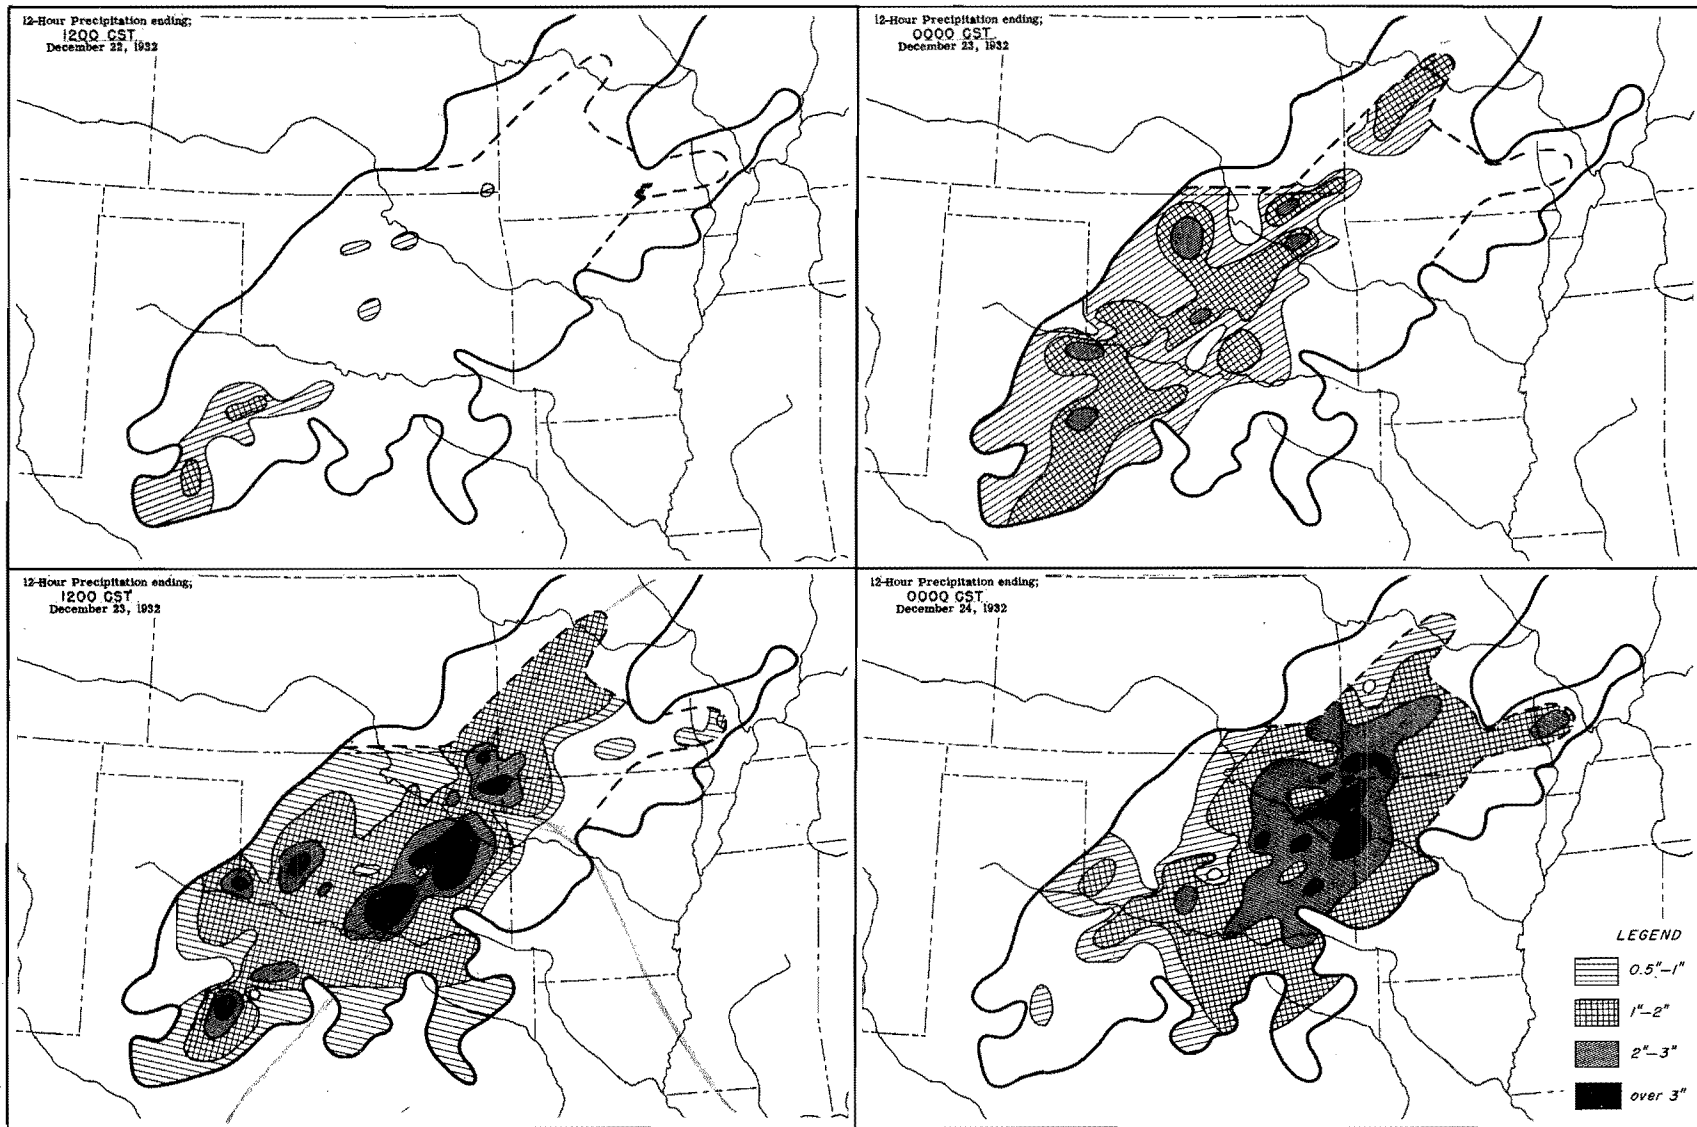 12-Hour Precipitation ending;
1200 CST
December 22, 1932
12-Hour Precipitation ending;
0000 CST
December 23, 1932
12-Hour Precipitation ending;
1200 CST
December 23, 1932
12-Hour Precipitation ending;
0000 CST
December 24, 1932
LEGEND
0.5"-1"
1"-2"
2"-3"
over 3"